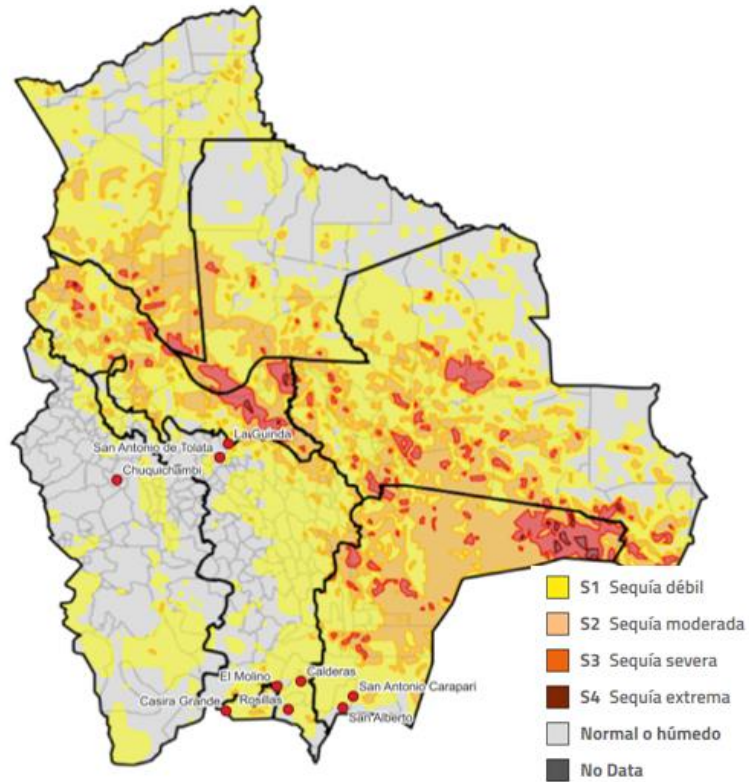 La Guinda
San Antonio de Tolata
Chuquichambi
S1 Sequía débil
S2 Sequía moderada
S3 Sequía severa
S4 Sequía extrema
Normal o húmedo
No Data
El Molino
Calderas
Casira Grande
Rosillas
San Antonio Carapari
San Alberto